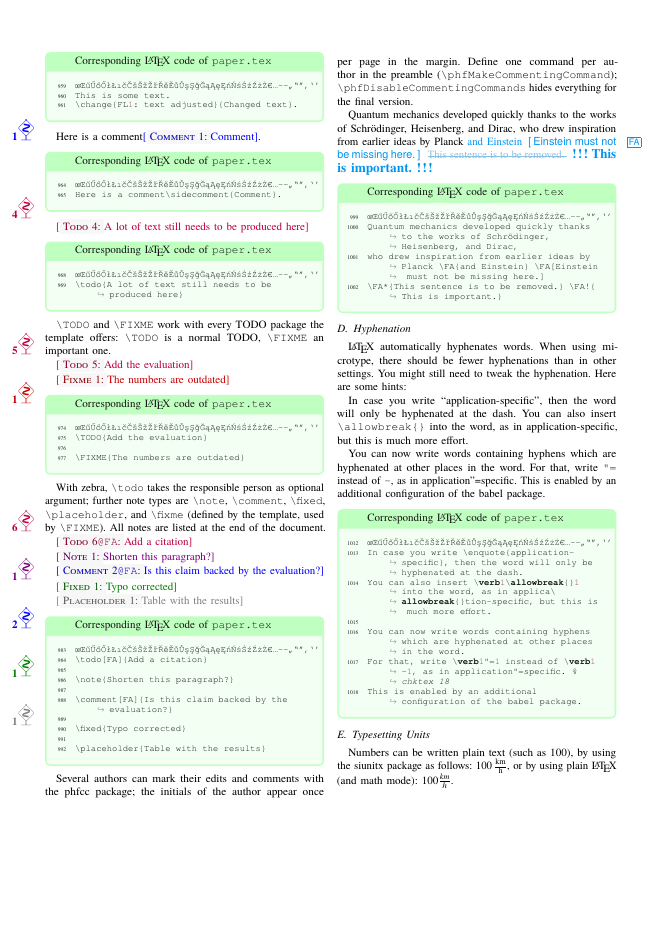 Corresponding LATEX code of paper.tex
959
960 This is some text.
961 \change{FL1: text adjusted}{Changed text}.
1 Here is a comment[ COMMENT 1: Comment].
Corresponding LATEX code of paper.tex
964
965 Here is a comment\sidecomment{Comment}.
4 [ TODO 4: A lot of text still needs to be produced here]
Corresponding LATEX code of paper.tex
968
969 \todo{A lot of text still needs to be
↪ produced here}
\TODO and \FIXME work with every TODO package the
template offers: \TODO is a normal TODO, \FIXME an
important one.
5 [ TODO 5: Add the evaluation]
1 [ FIXME 1: The numbers are outdated]
Corresponding LATEX code of paper.tex
974
975 \TODO{Add the evaluation}
976
977 \FIXME{The numbers are outdated}
With zebra, \todo takes the responsible person as optional
argument; further note types are \note, \comment, \fixed,
\placeholder, and \fixme (defined by the template, used
by \FIXME). All notes are listed at the end of the document.
6 [ TODO 6@FA: Add a citation]
1 [ NOTE 1: Shorten this paragraph?]
2 [ COMMENT 2@FA: Is this claim backed by the evaluation?]
1 [ FIXED 1: Typo corrected]
1 [ PLACEHOLDER 1: Table with the results]
Corresponding LATEX code of paper.tex
983
984 \todo[FA]{Add a citation}
985
986 \note{Shorten this paragraph?}
987
988 \comment[FA]{Is this claim backed by the
↪ evaluation?}
989
990 \fixed{Typo corrected}
991
992 \placeholder{Table with the results}
Several authors can mark their edits and comments with
the phfcc package; the initials of the author appear once
per page in the margin. Define one command per au-
thor in the preamble (\phfMakeCommentingCommand);
\phfDisableCommentingCommands hides everything for
the final version.
Quantum mechanics developed quickly thanks to the works
of Schrödinger, Heisenberg, and Dirac, who drew inspiration
from earlier ideas by Planck and Einstein [Einstein must not FA
be missing here.] This sentence is to be removed. !!! This
is important. !!!
Corresponding LATEX code of paper.tex
999
1000 Quantum mechanics developed quickly thanks
↪ to the works of Schrödinger,
↪ Heisenberg, and Dirac,
1001 who drew inspiration from earlier ideas by
↪ Planck \FA{and Einstein} \FA[Einstein
↪ must not be missing here.]
1002 \FA*{This sentence is to be removed.} \FA!{
↪ This is important.}
D. Hyphenation
LATEX automatically hyphenates words. When using mi-
crotype, there should be fewer hyphenations than in other
settings. You might still need to tweak the hyphenation. Here
are some hints:
In case you write “application-specific”, then the word
will only be hyphenated at the dash. You can also insert
\allowbreak{} into the word, as in application-specific,
but this is much more effort.
You can now write words containing hyphens which are
hyphenated at other places in the word. For that, write "=
instead of -, as in application"=specific. This is enabled by an
additional configuration of the babel package.
Corresponding LATEX code of paper.tex
1012
1013 In case you write \enquote{application-
↪ specific}, then the word will only be
↪ hyphenated at the dash.
1014 You can also insert \verb1\allowbreak{}1
↪ into the word, as in applica\
↪ allowbreak{}tion-specific, but this is
↪ much more effort.
1015
1016 You can now write words containing hyphens
↪ which are hyphenated at other places
↪ in the word.
1017 For that, write \verb1"=1 instead of \verb1
↪ -1, as in application"=specific. %
↪ chktex 18
1018 This is enabled by an additional
↪ configuration of the babel package.
E. Typesetting Units
Numbers can be written plain text (such as 100), by using
the siunitx package as follows: 100 km/h, or by using plain LATEX
(and math mode): 100 km/h.